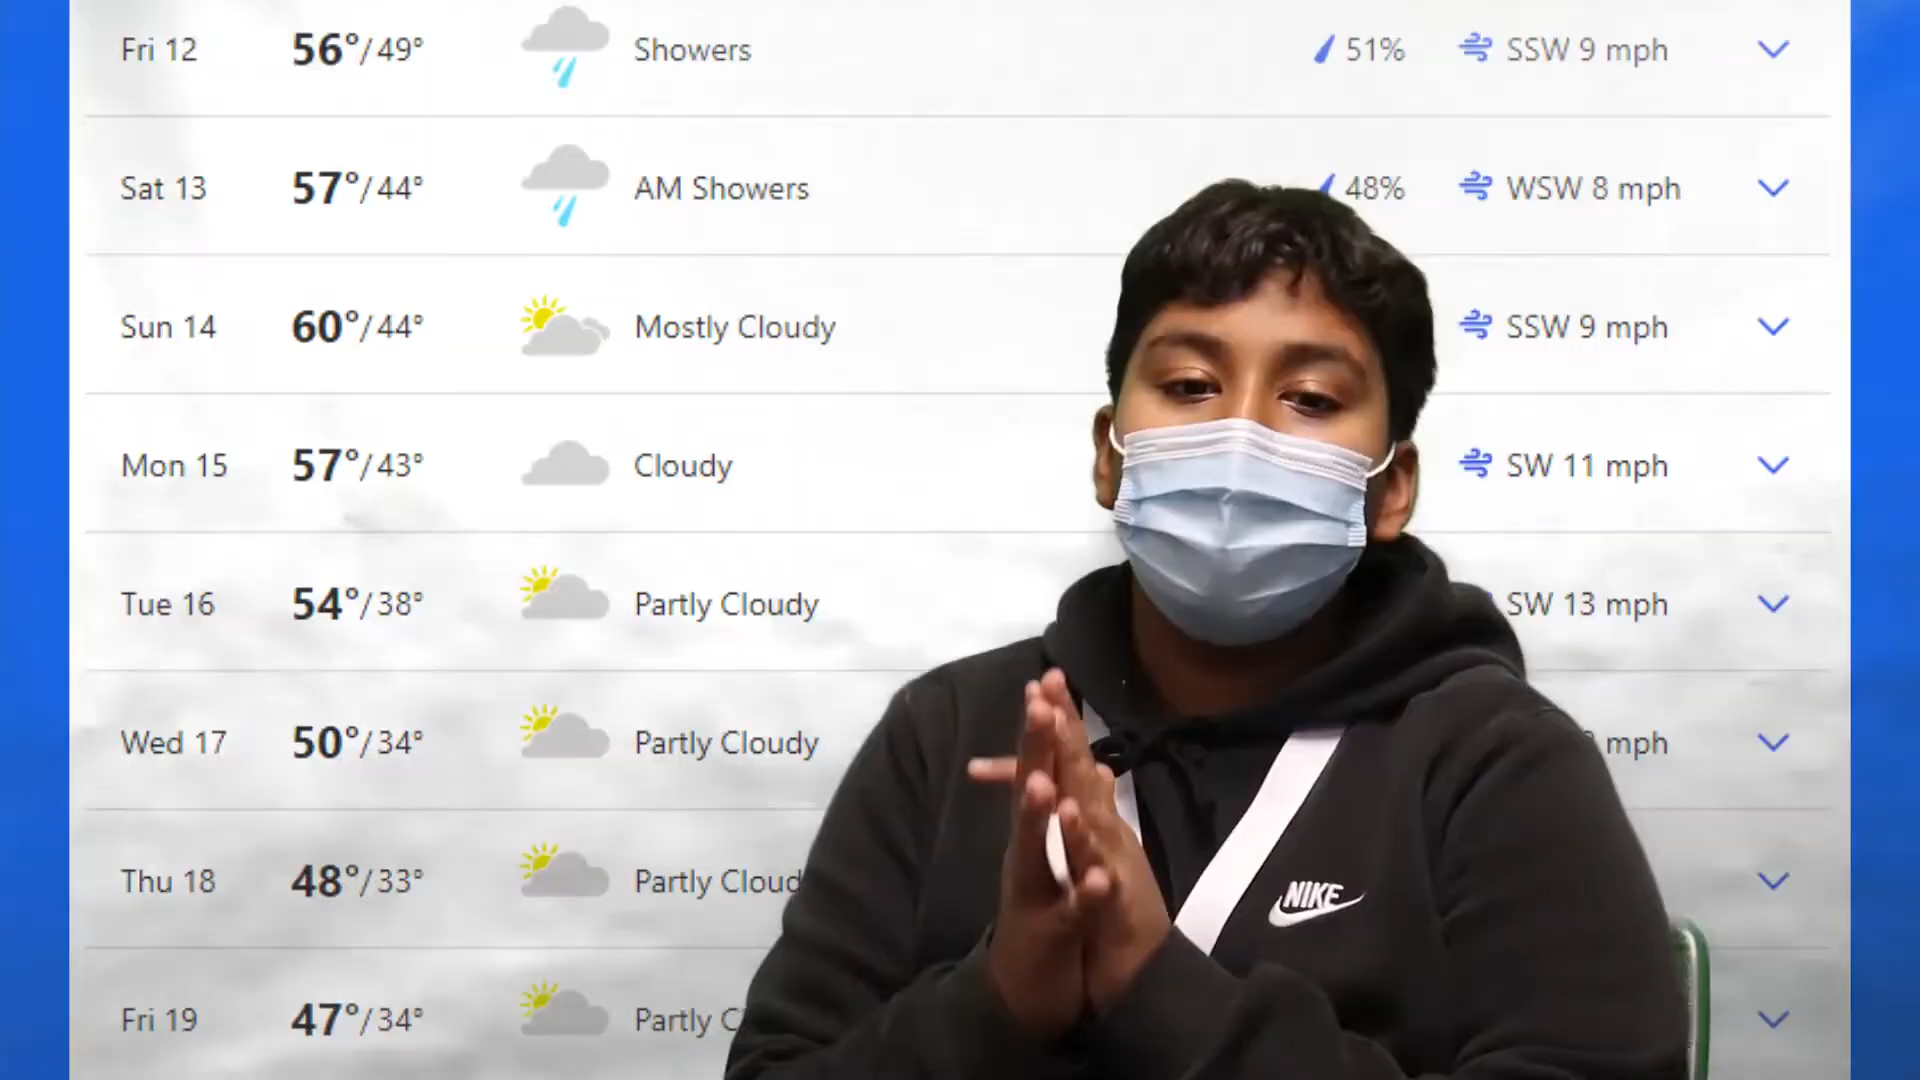 Fri 12 56°/49° Showers 51% SSW 9 mph
Sat 13 57°/44° AM Showers 48% WSW 8 mph
Sun 14 60°/44° Mostly Cloudy SSW 9 mph
Mon 15 57°/43° Cloudy SW 11 mph
Tue 16 54°/38° Partly Cloudy SW 13 mph
Wed 17 50°/34° Partly Cloudy mph
Thu 18 48°/33° Partly Cloud
NIKE
Fri 19 47°/34° Partly C